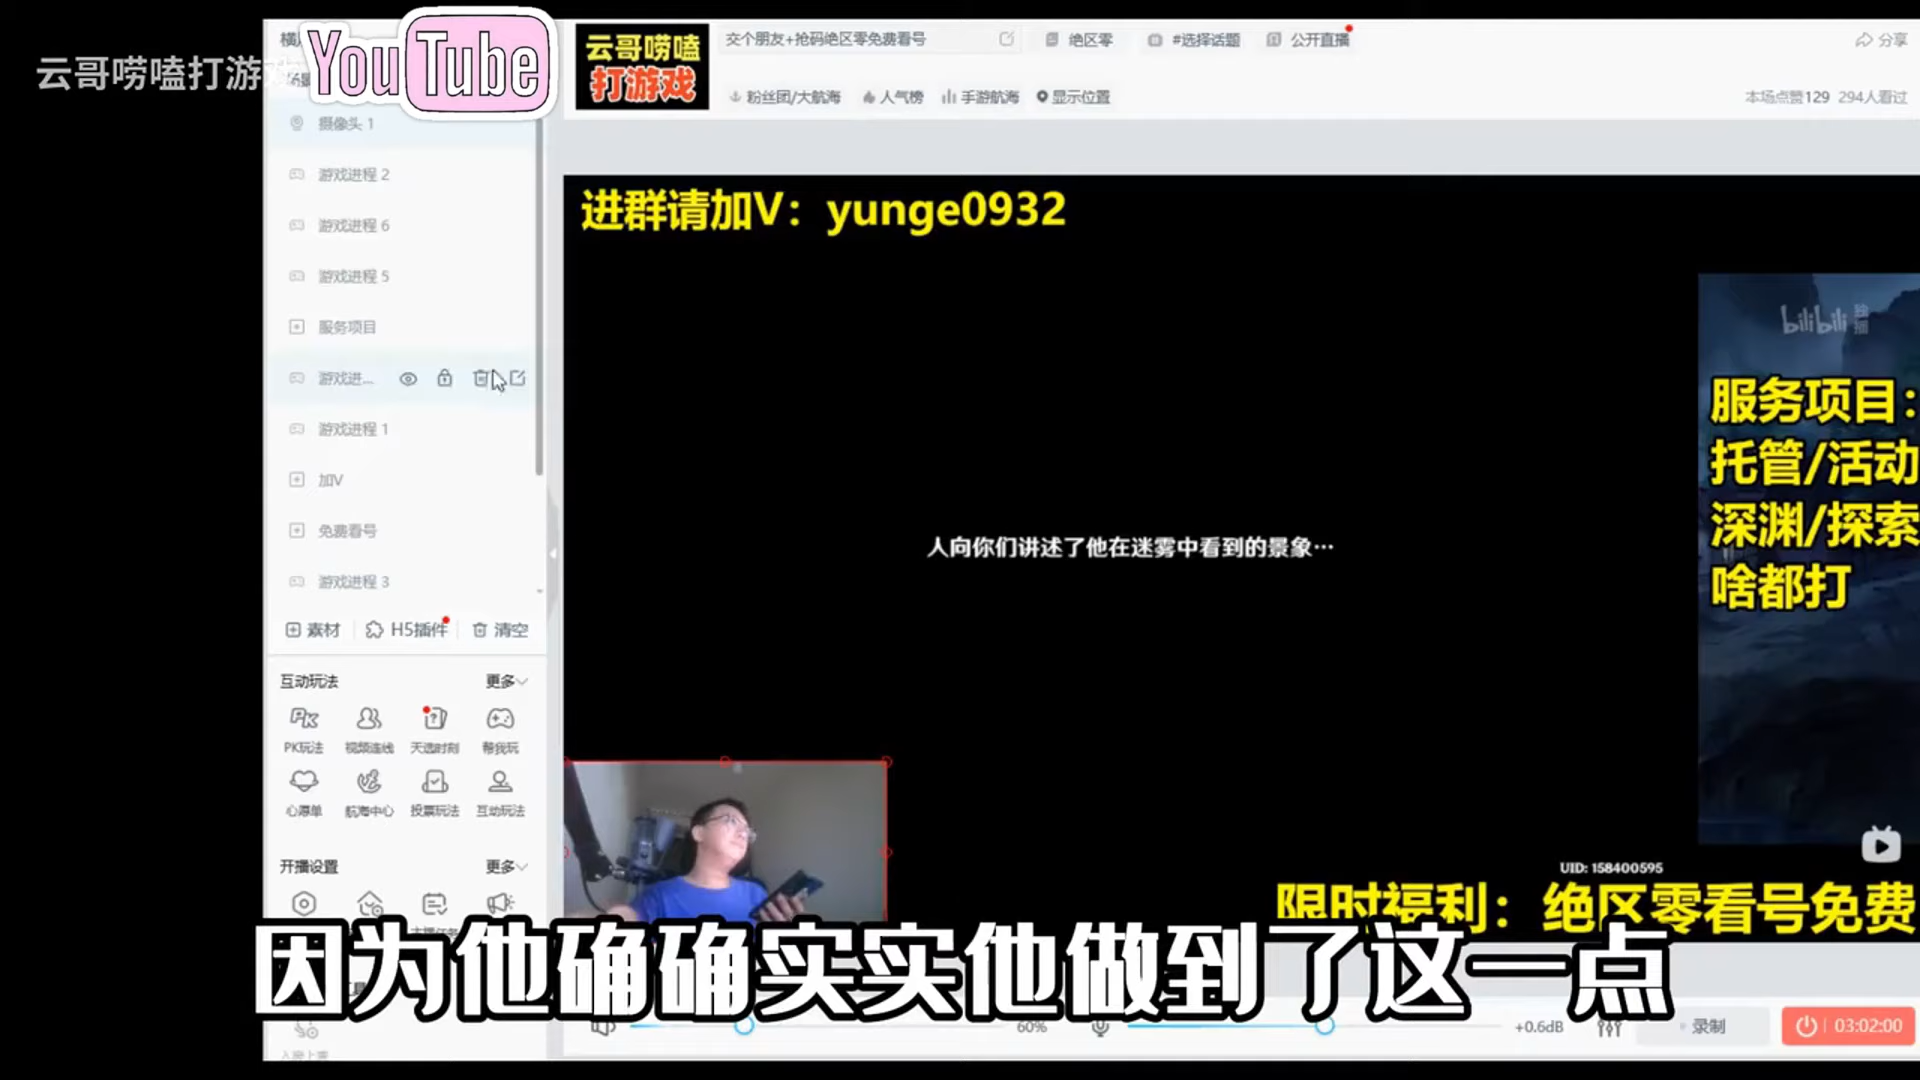 云哥唠嗑打游戏
YouTube
云哥唠嗑
打游戏
交个朋友+抢码绝区零免费看号
绝区零
#选择话题
公开直播
分享
粉丝团/大航海
人气榜
手游航海
显示位置
本场点赞129
294人看过
摄像头 1
游戏进程 2
游戏进程 6
游戏进程 5
服务项目
游戏进...
游戏进程 1
加V
免费看号
游戏进程 3
素材
H5插件
清空
互动玩法
更多
PK玩法
视频连线
天选时刻
帮我玩
心愿单
航海中心
投票玩法
互动玩法
开播设置
更多
进群请加V：yunge0932
人向你们讲述了他在迷雾中看到的景象…
bilibili 独播
服务项目：
托管/活动
深渊/探索
啥都打
UID: 158400595
限时福利：绝区零看号免费
因为他确确实实他做到了这一点
60%
+0.6dB
录制
03:02:00